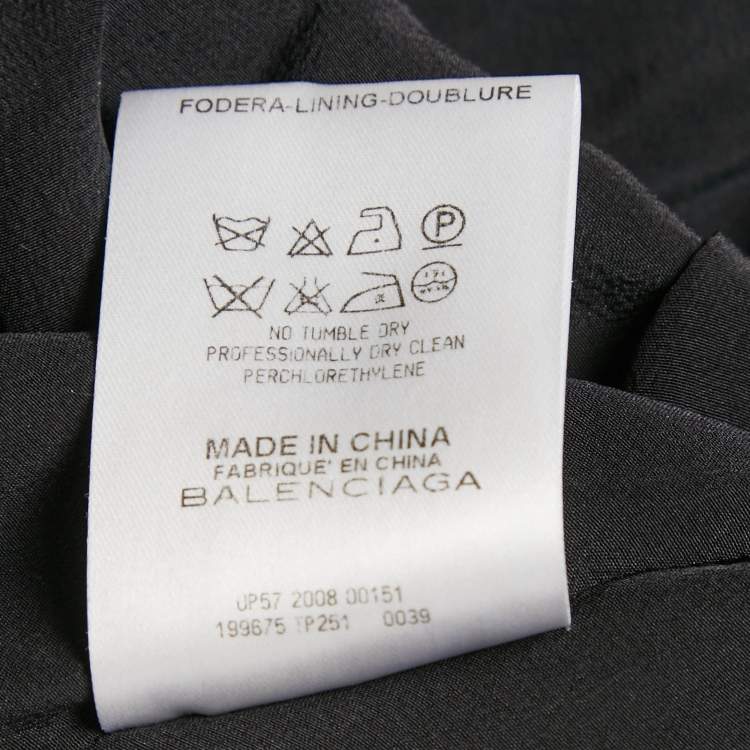 FODERA-LINING-DOUBLURE
P
NO TUMBLE DRY
PROFESSIONALLY DRY CLEAN
PERCHLORETHYLENE
MADE IN CHINA
FABRIQUE' EN CHINA
BALENCIAGA
UP57 2008 00151
199675 TP251 0039